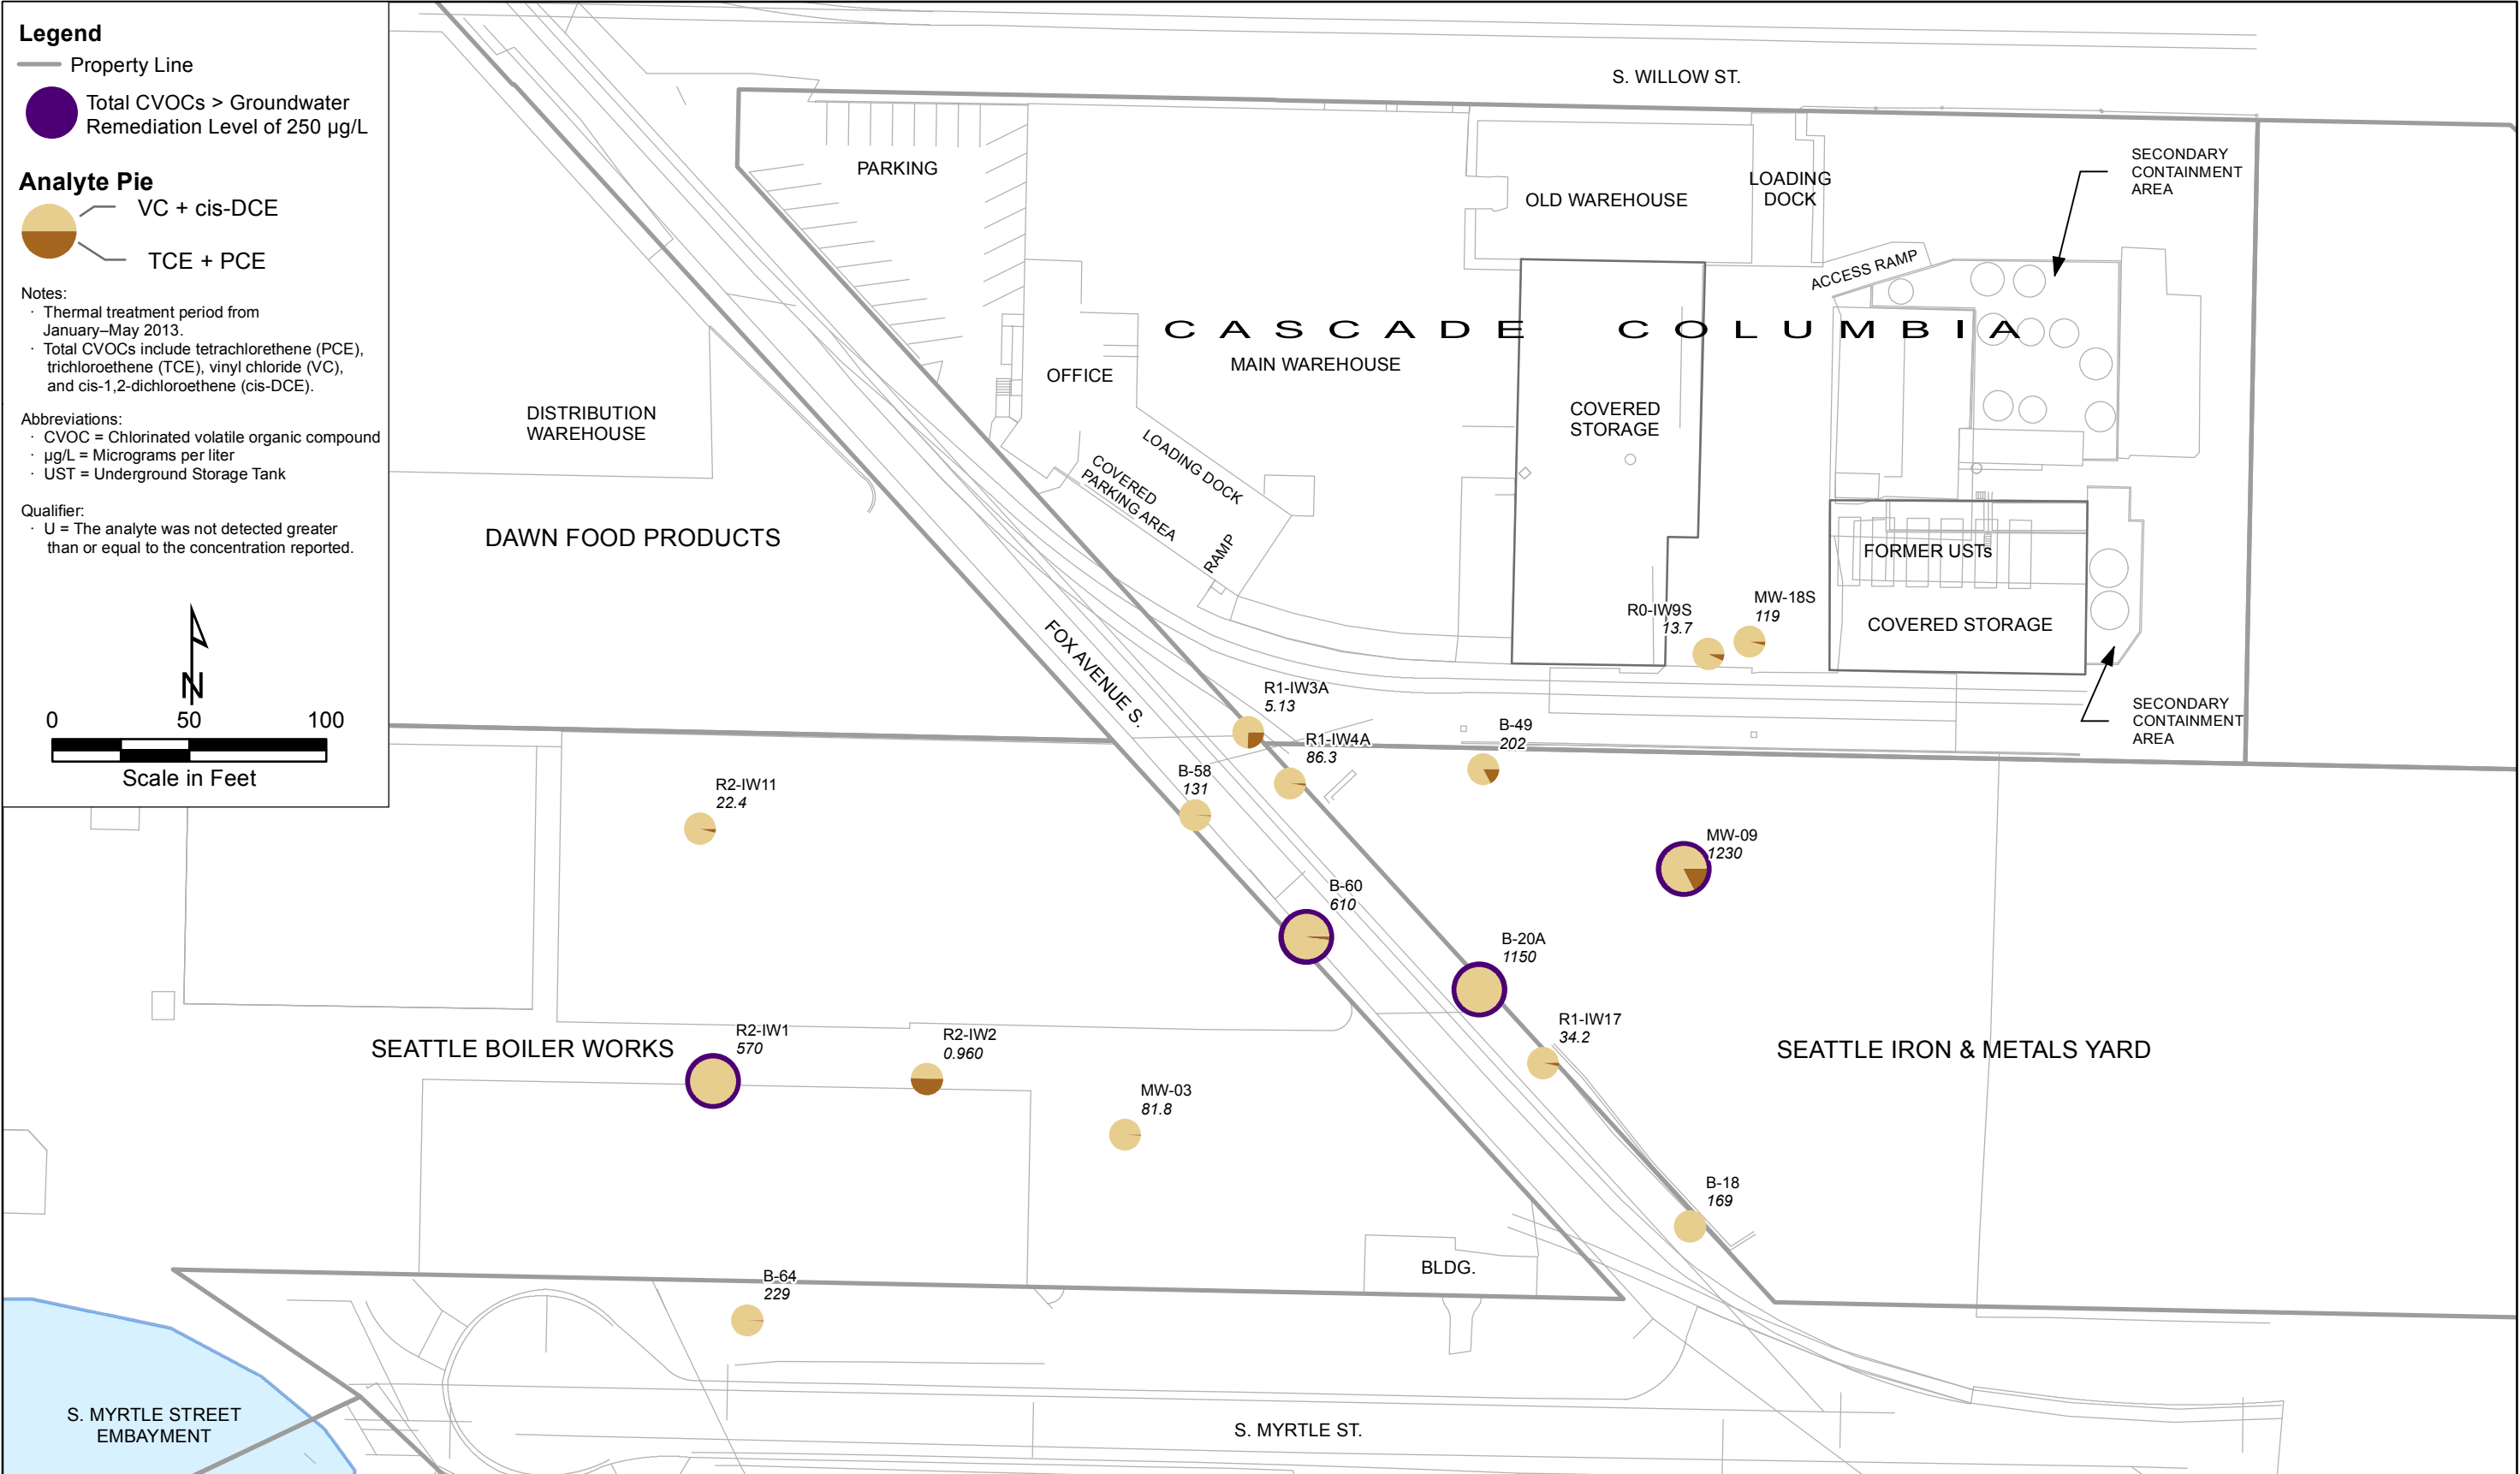 Legend
Property Line
Total CVOCs > Groundwater
Remediation Level of 250 µg/L
Analyte Pie
VC + cis-DCE
TCE + PCE
Notes:
· Thermal treatment period from
January–May 2013.
· Total CVOCs include tetrachlorethene (PCE),
trichloroethene (TCE), vinyl chloride (VC),
and cis-1,2-dichloroethene (cis-DCE).
Abbreviations:
· CVOC = Chlorinated volatile organic compound
· µg/L = Micrograms per liter
· UST = Underground Storage Tank
Qualifier:
· U = The analyte was not detected greater
than or equal to the concentration reported.
N
0 50 100
Scale in Feet
S. WILLOW ST.
PARKING
OLD WAREHOUSE
LOADING
DOCK
SECONDARY
CONTAINMENT
AREA
ACCESS RAMP
CASCADE COLUMBIA
MAIN WAREHOUSE
OFFICE
COVERED
STORAGE
DISTRIBUTION
WAREHOUSE
LOADING DOCK
COVERED
PARKING AREA
RAMP
DAWN FOOD PRODUCTS
FORMER USTs
COVERED STORAGE
R0-IW9S
13.7
MW-18S
119
FOX AVENUE S.
SECONDARY
CONTAINMENT
AREA
R1-IW3A
5.13
R1-IW4A
86.3
B-49
202
B-58
131
R2-IW11
22.4
MW-09
1230
B-60
610
B-20A
1150
R1-IW17
34.2
SEATTLE BOILER WORKS
R2-IW1
570
R2-IW2
0.960
SEATTLE IRON & METALS YARD
MW-03
81.8
B-18
169
BLDG.
B-64
229
S. MYRTLE STREET
EMBAYMENT
S. MYRTLE ST.